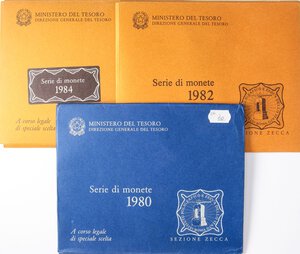 MINISTERO DEL TESORO
DIREZIONE GENERALE DEL TESORO
Serie di monete
1984
A corso legale
di speciale scelta
MINISTERO DEL TESORO
DIREZIONE GENERALE DEL TESORO
Serie di monete
1982
SEZIONE ZECCA
MINISTERO DEL TESORO
DIREZIONE GENERALE DEL TESORO
Serie di monete
1980
A corso legale
di speciale scelta
SEZIONE ZECCA